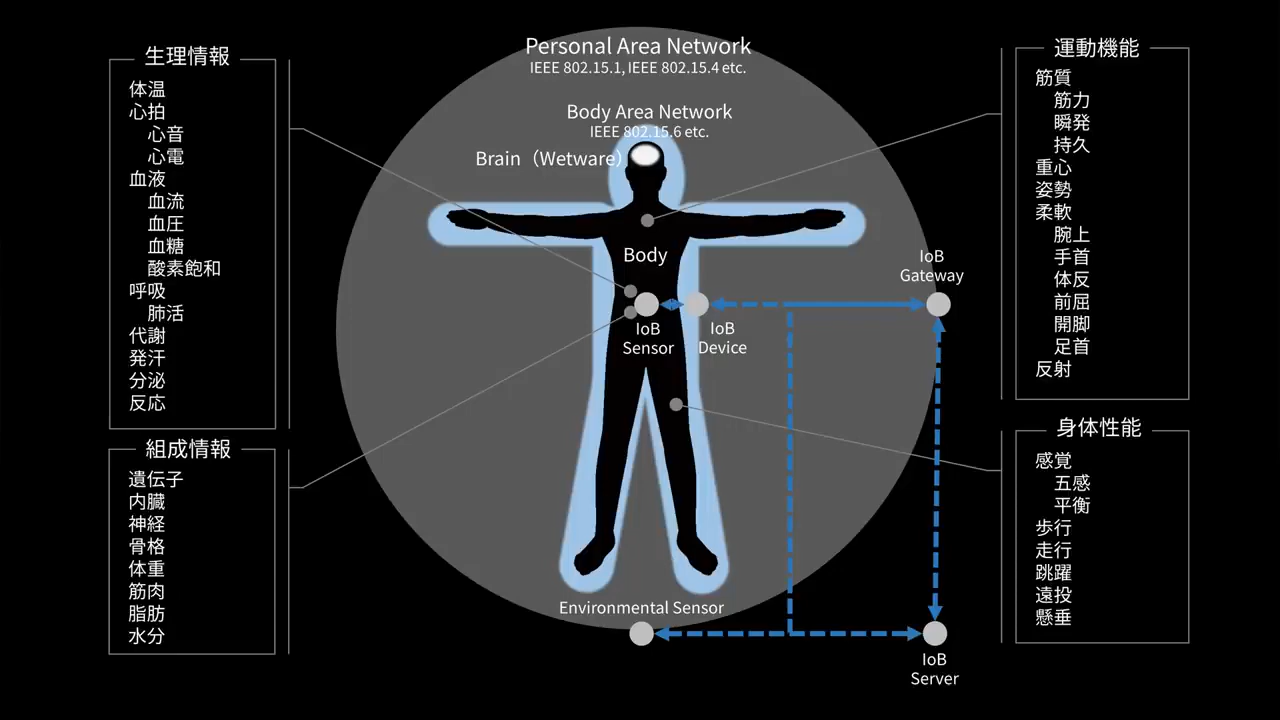 生理情報
体温
心拍
心音
心電
血液
血流
血圧
血糖
酸素飽和
呼吸
肺活
代謝
発汗
分泌
反応
組成情報
遺伝子
内臓
神経
骨格
体重
筋肉
脂肪
水分
Personal Area Network
IEEE 802.15.1, IEEE 802.15.4 etc.
Body Area Network
IEEE 802.15.6 etc.
Brain（Wetware）
Body
IoB
Sensor
IoB
Device
IoB
Gateway
Environmental Sensor
IoB
Server
運動機能
筋質
筋力
瞬発
持久
重心
姿勢
柔軟
腕上
手首
体反
前屈
開脚
足首
反射
身体性能
感覚
五感
平衡
歩行
走行
跳躍
遠投
懸垂